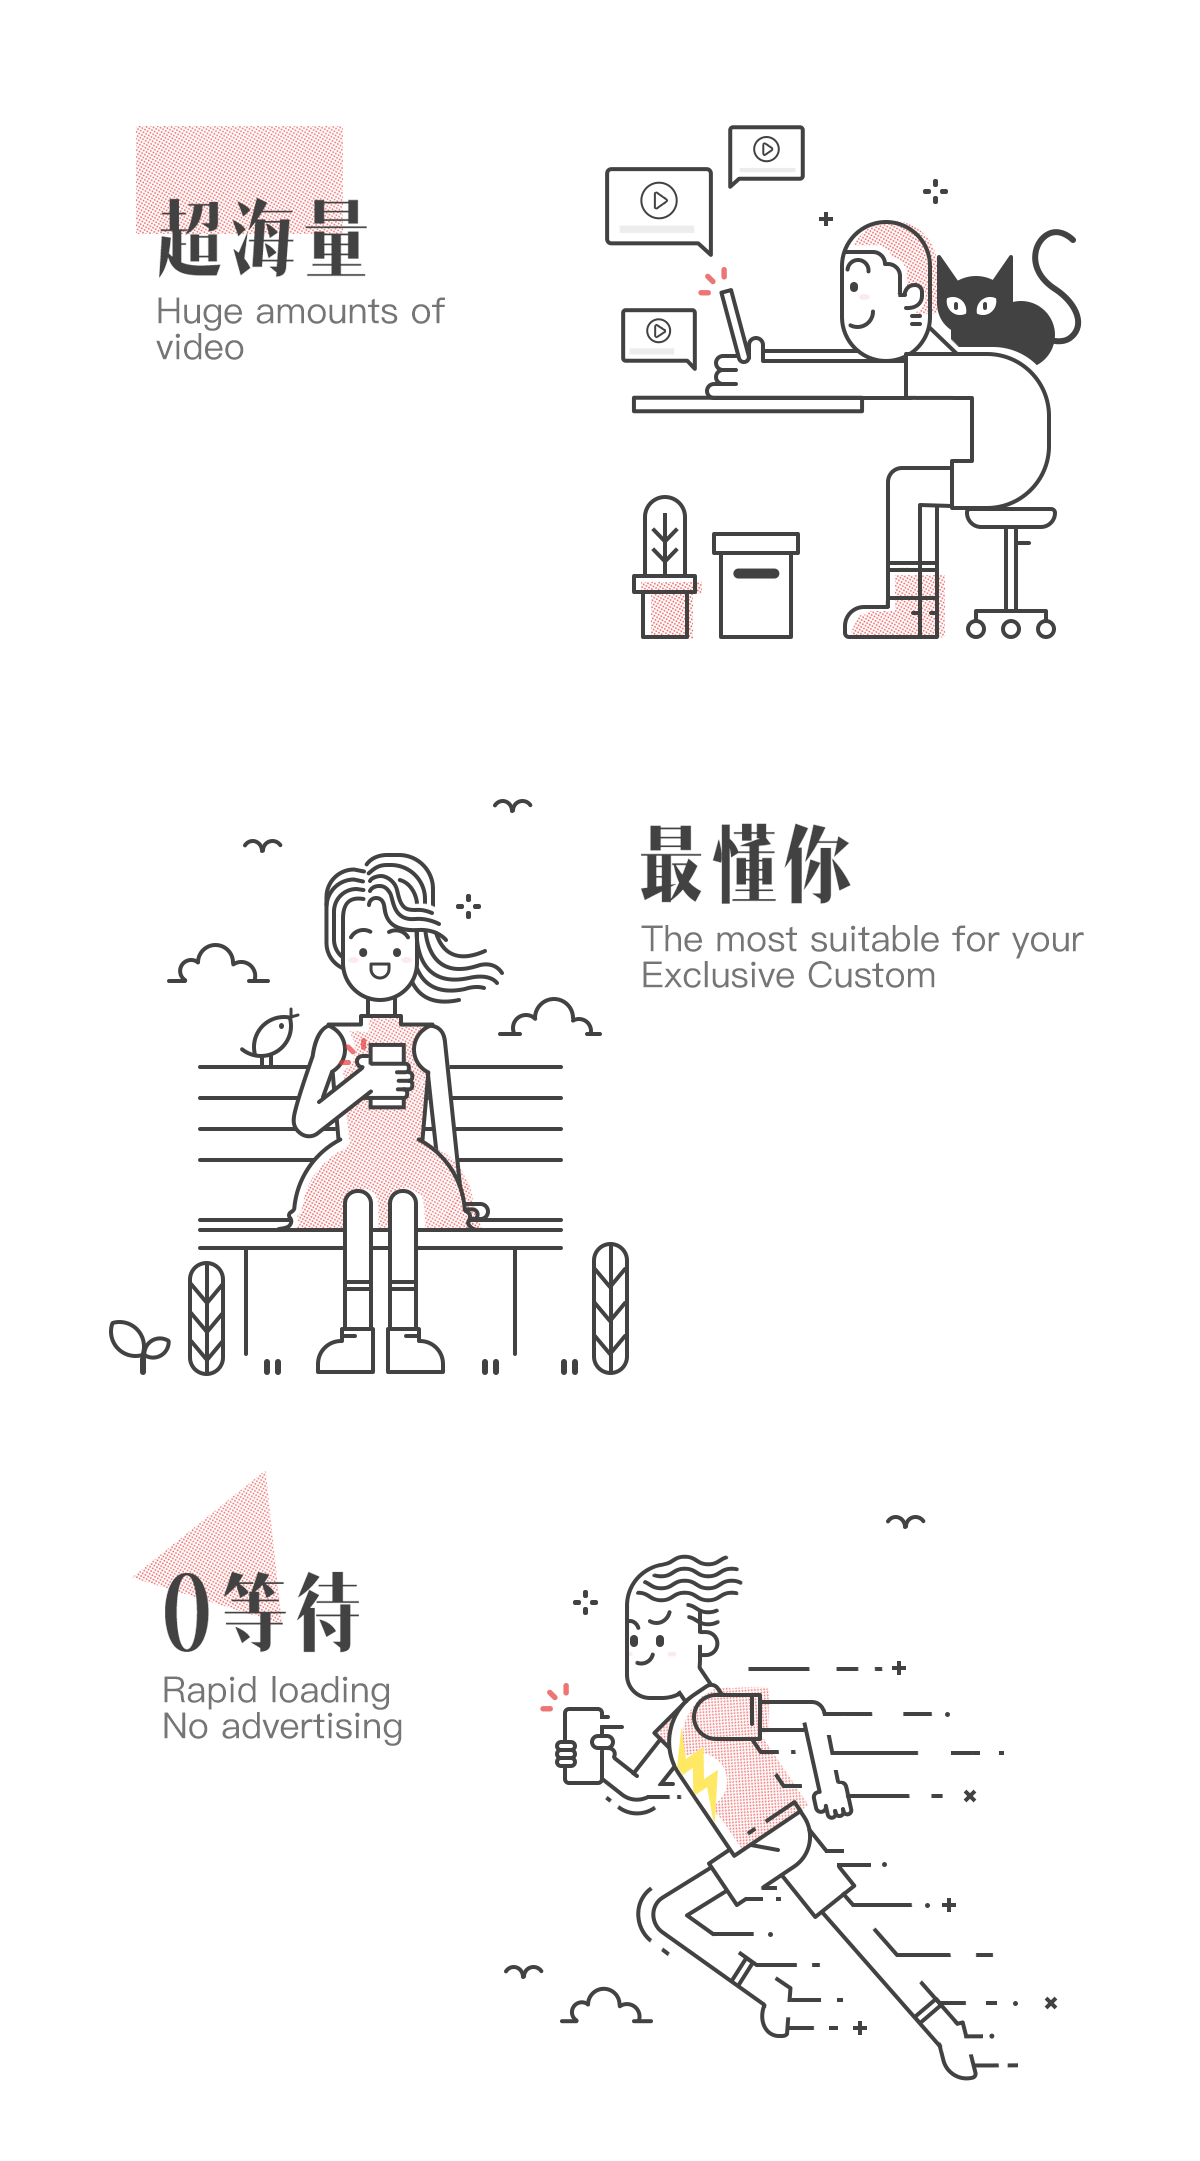 超海量
Huge amounts of
video
最懂你
The most suitable for your
Exclusive Custom
0等待
Rapid loading
No advertising